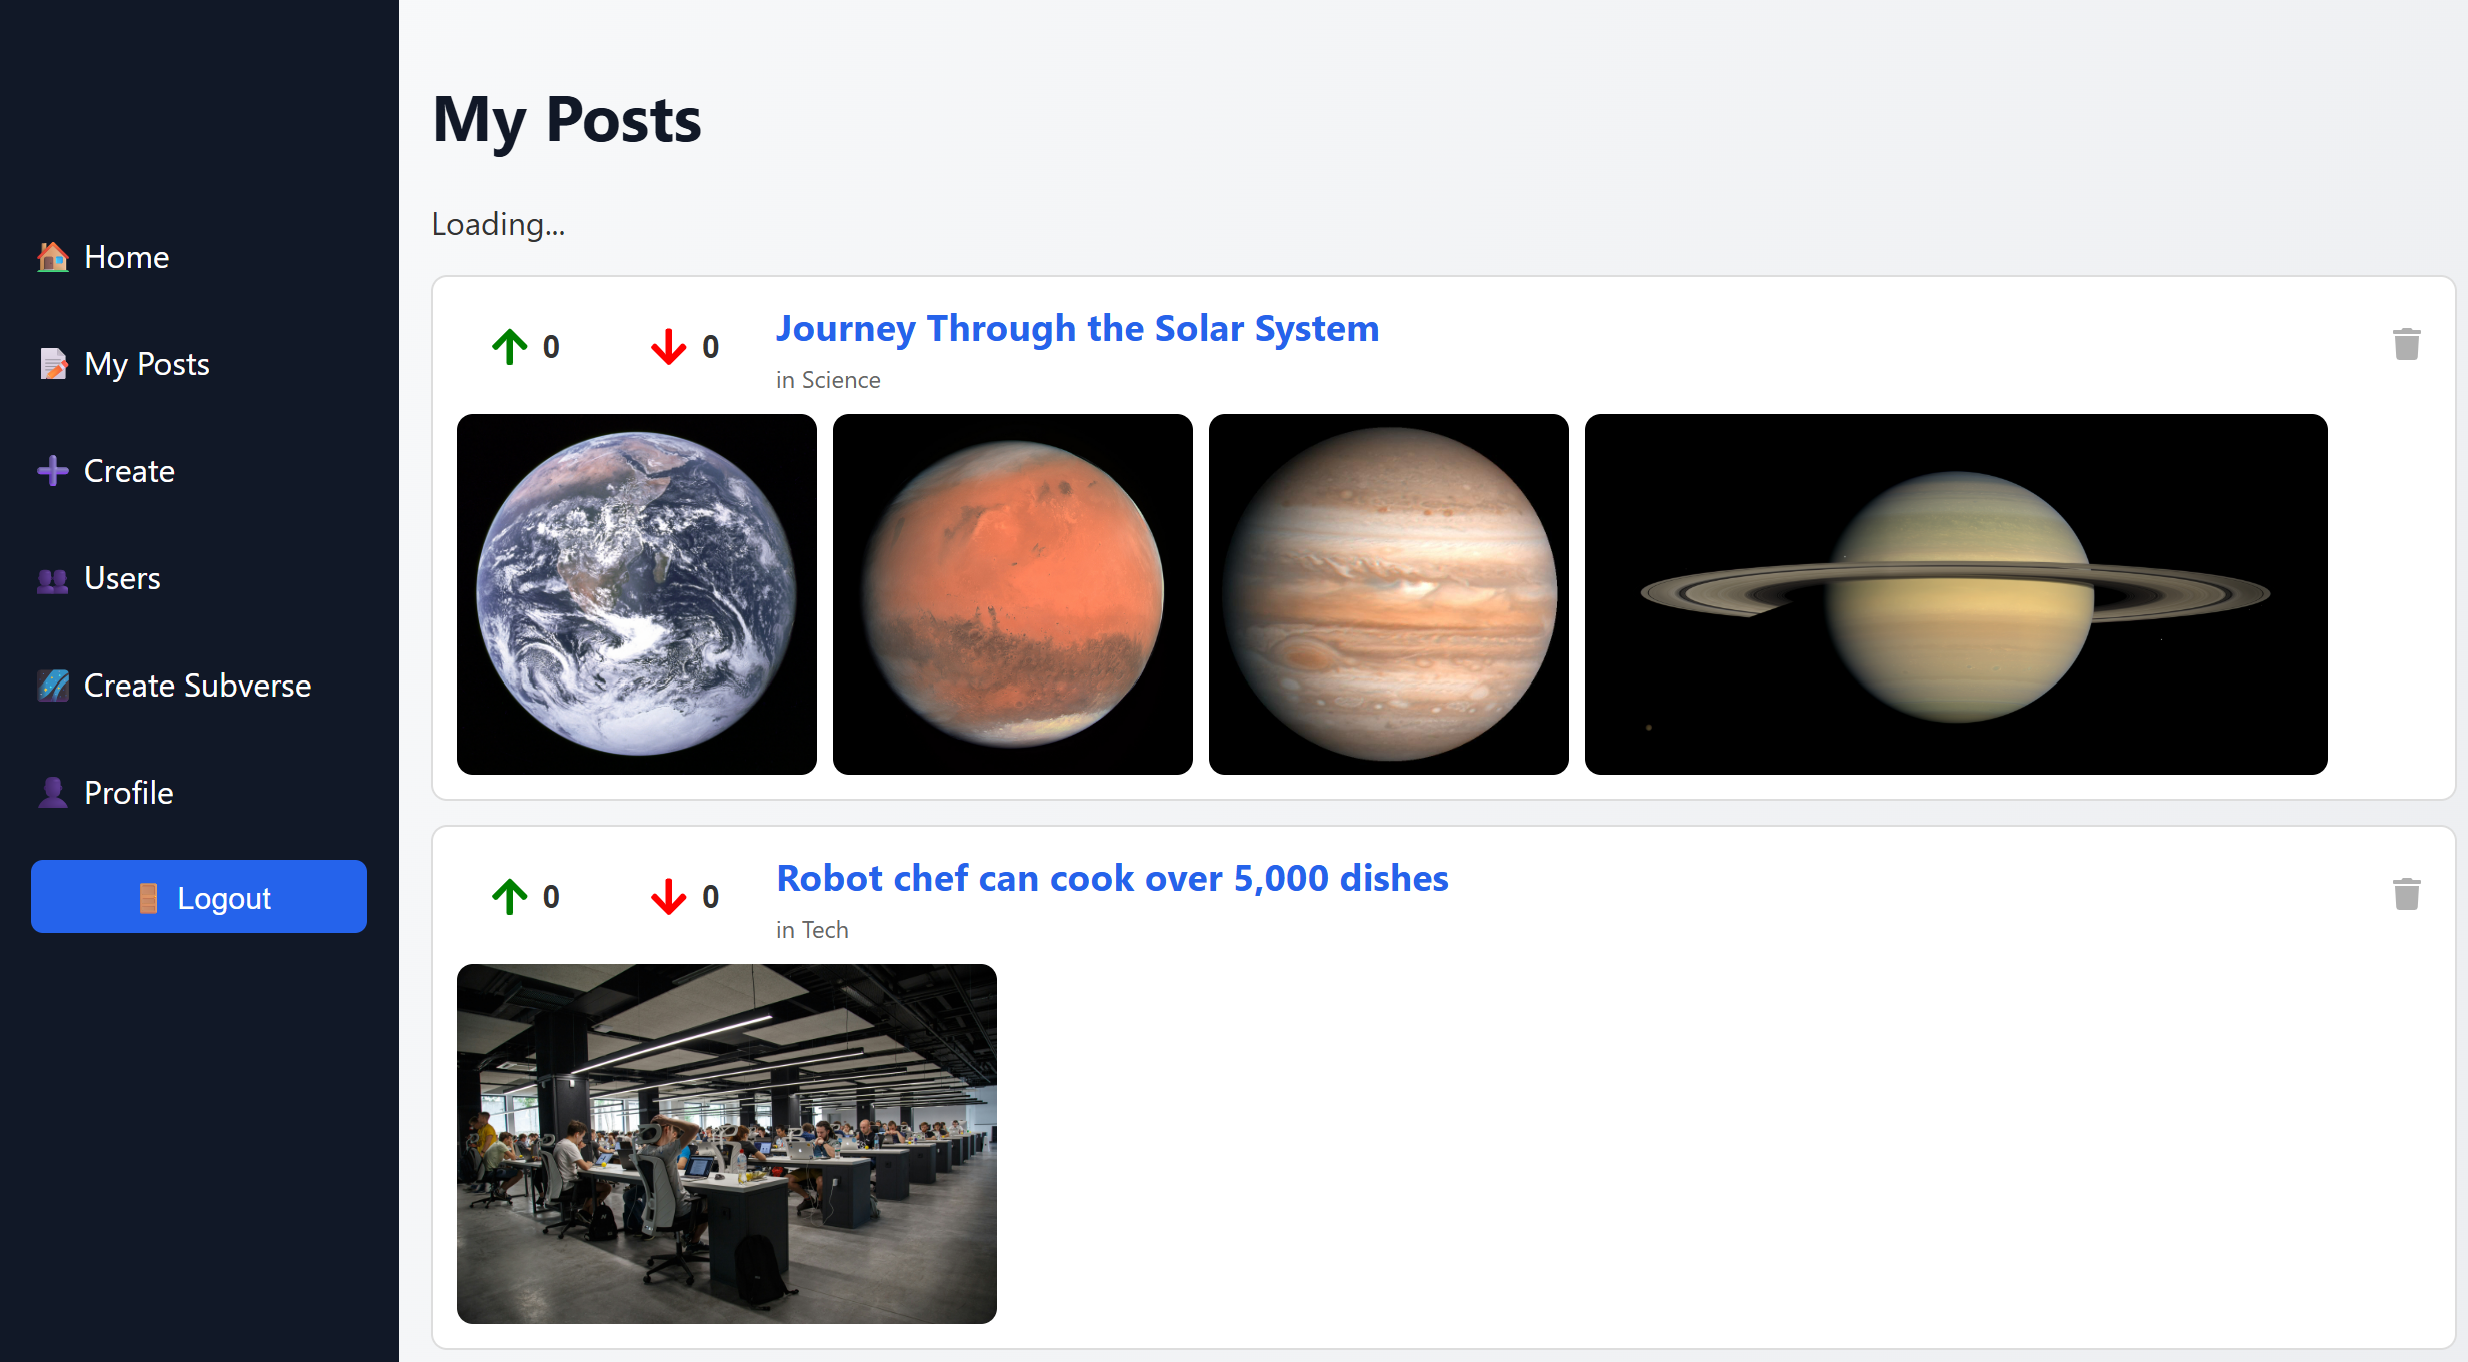 Home
My Posts
Create
Users
Create Subverse
Profile
Logout
My Posts
Loading...
0
0
Journey Through the Solar System
in Science
0
0
Robot chef can cook over 5,000 dishes
in Tech